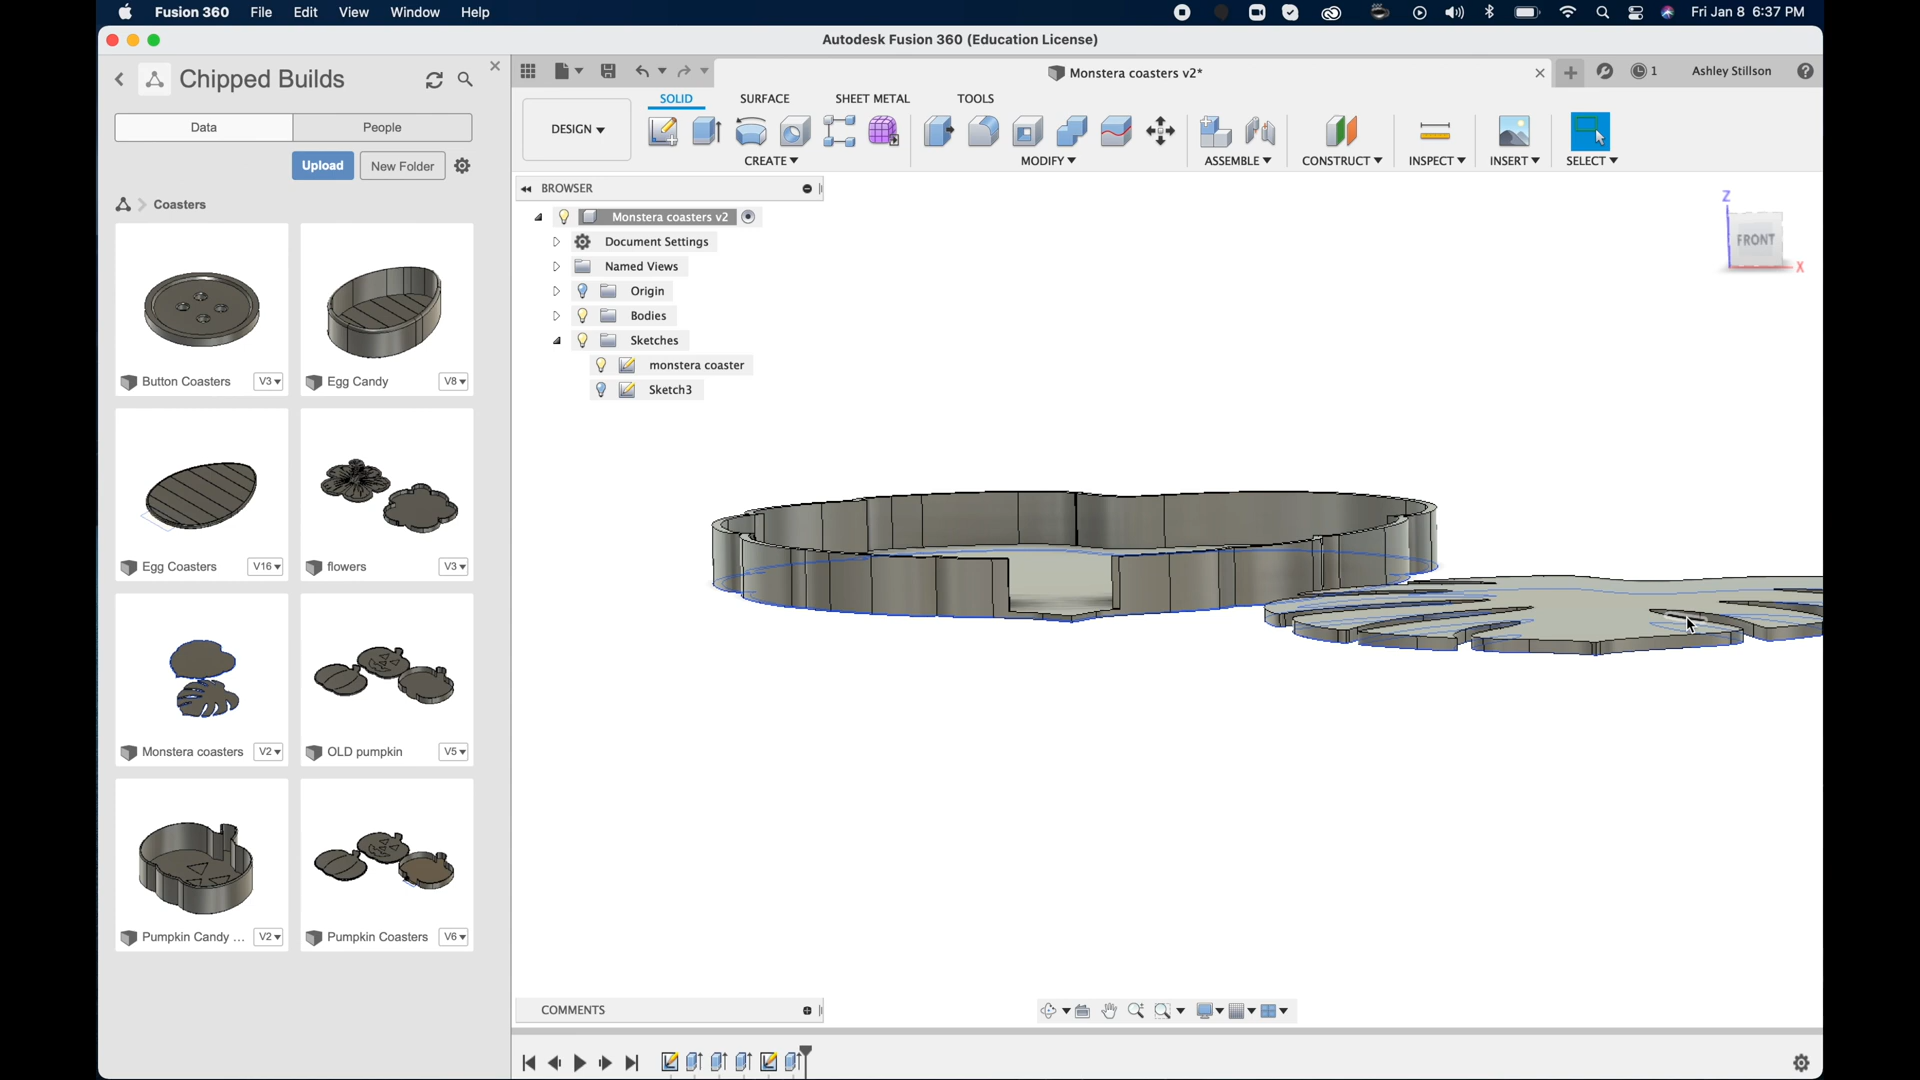 Fusion 360 File Edit View Window Help
Fri Jan 8 6:37 PM
Autodesk Fusion 360 (Education License)
Chipped Builds
Data People
Upload New Folder
Coasters
Button Coasters V3
Egg Candy V8
Egg Coasters V16
flowers V3
Monstera coasters V2
OLD pumpkin V5
Pumpkin Candy ... V2
Pumpkin Coasters V6
Monstera coasters v2*
1
Ashley Stillson
DESIGN
SOLID SURFACE SHEET METAL TOOLS
CREATE MODIFY ASSEMBLE CONSTRUCT INSPECT INSERT SELECT
BROWSER
Monstera coasters v2
Document Settings
Named Views
Origin
Bodies
Sketches
monstera coaster
Sketch3
Z
FRONT
X
COMMENTS